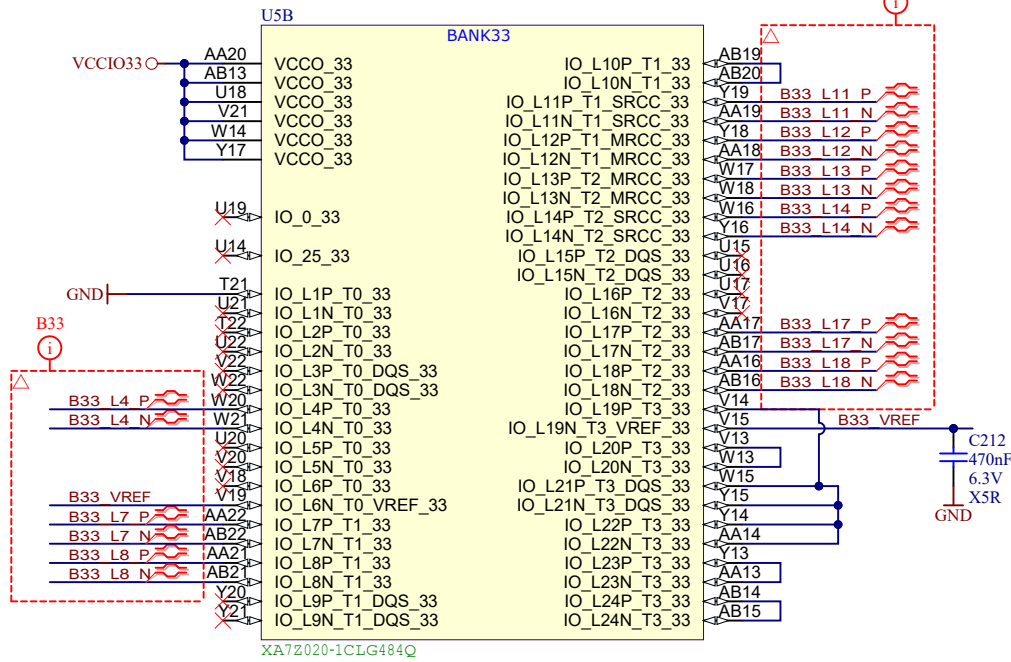 U5B
BANK33
VCCIO33
AA20 VCCO_33
AB13 VCCO_33
U18 VCCO_33
V21 VCCO_33
W14 VCCO_33
Y17 VCCO_33
U19 IO_0_33
U14 IO_25_33
GND T21 IO_L1P_T0_33
U21 IO_L1N_T0_33
T22 IO_L2P_T0_33
U22 IO_L2N_T0_33
V22 IO_L3P_T0_DQS_33
W22 IO_L3N_T0_DQS_33
B33
i
B33_L4_P W20 IO_L4P_T0_33
B33_L4_N W21 IO_L4N_T0_33
U20 IO_L5P_T0_33
V20 IO_L5N_T0_33
V18 IO_L6P_T0_33
B33_VREF V19 IO_L6N_T0_VREF_33
B33_L7_P AA22 IO_L7P_T1_33
B33_L7_N AB22 IO_L7N_T1_33
B33_L8_P AA21 IO_L8P_T1_33
B33_L8_N AB21 IO_L8N_T1_33
Y20 IO_L9P_T1_DQS_33
Y21 IO_L9N_T1_DQS_33
i
IO_L10P_T1_33 AB19
IO_L10N_T1_33 AB20
IO_L11P_T1_SRCC_33 Y19 B33_L11_P
IO_L11N_T1_SRCC_33 AA19 B33_L11_N
IO_L12P_T1_MRCC_33 Y18 B33_L12_P
IO_L12N_T1_MRCC_33 AA18 B33_L12_N
IO_L13P_T2_MRCC_33 W17 B33_L13_P
IO_L13N_T2_MRCC_33 W18 B33_L13_N
IO_L14P_T2_SRCC_33 W16 B33_L14_P
IO_L14N_T2_SRCC_33 Y16 B33_L14_N
IO_L15P_T2_DQS_33 U15
IO_L15N_T2_DQS_33 U16
IO_L16P_T2_33 U17
IO_L16N_T2_33 V17
IO_L17P_T2_33 AA17 B33_L17_P
IO_L17N_T2_33 AB17 B33_L17_N
IO_L18P_T2_33 AA16 B33_L18_P
IO_L18N_T2_33 AB16 B33_L18_N
IO_L19P_T3_33 V14
IO_L19N_T3_VREF_33 V15 B33_VREF
IO_L20P_T3_33 V13
IO_L20N_T3_33 W13
IO_L21P_T3_DQS_33 W15
IO_L21N_T3_DQS_33 Y15
IO_L22P_T3_33 Y14
IO_L22N_T3_33 AA14
IO_L23P_T3_33 Y13
IO_L23N_T3_33 AA13
IO_L24P_T3_33 AB14
IO_L24N_T3_33 AB15
C212
470nF
6.3V
X5R
GND
XA7Z020-1CLG484Q